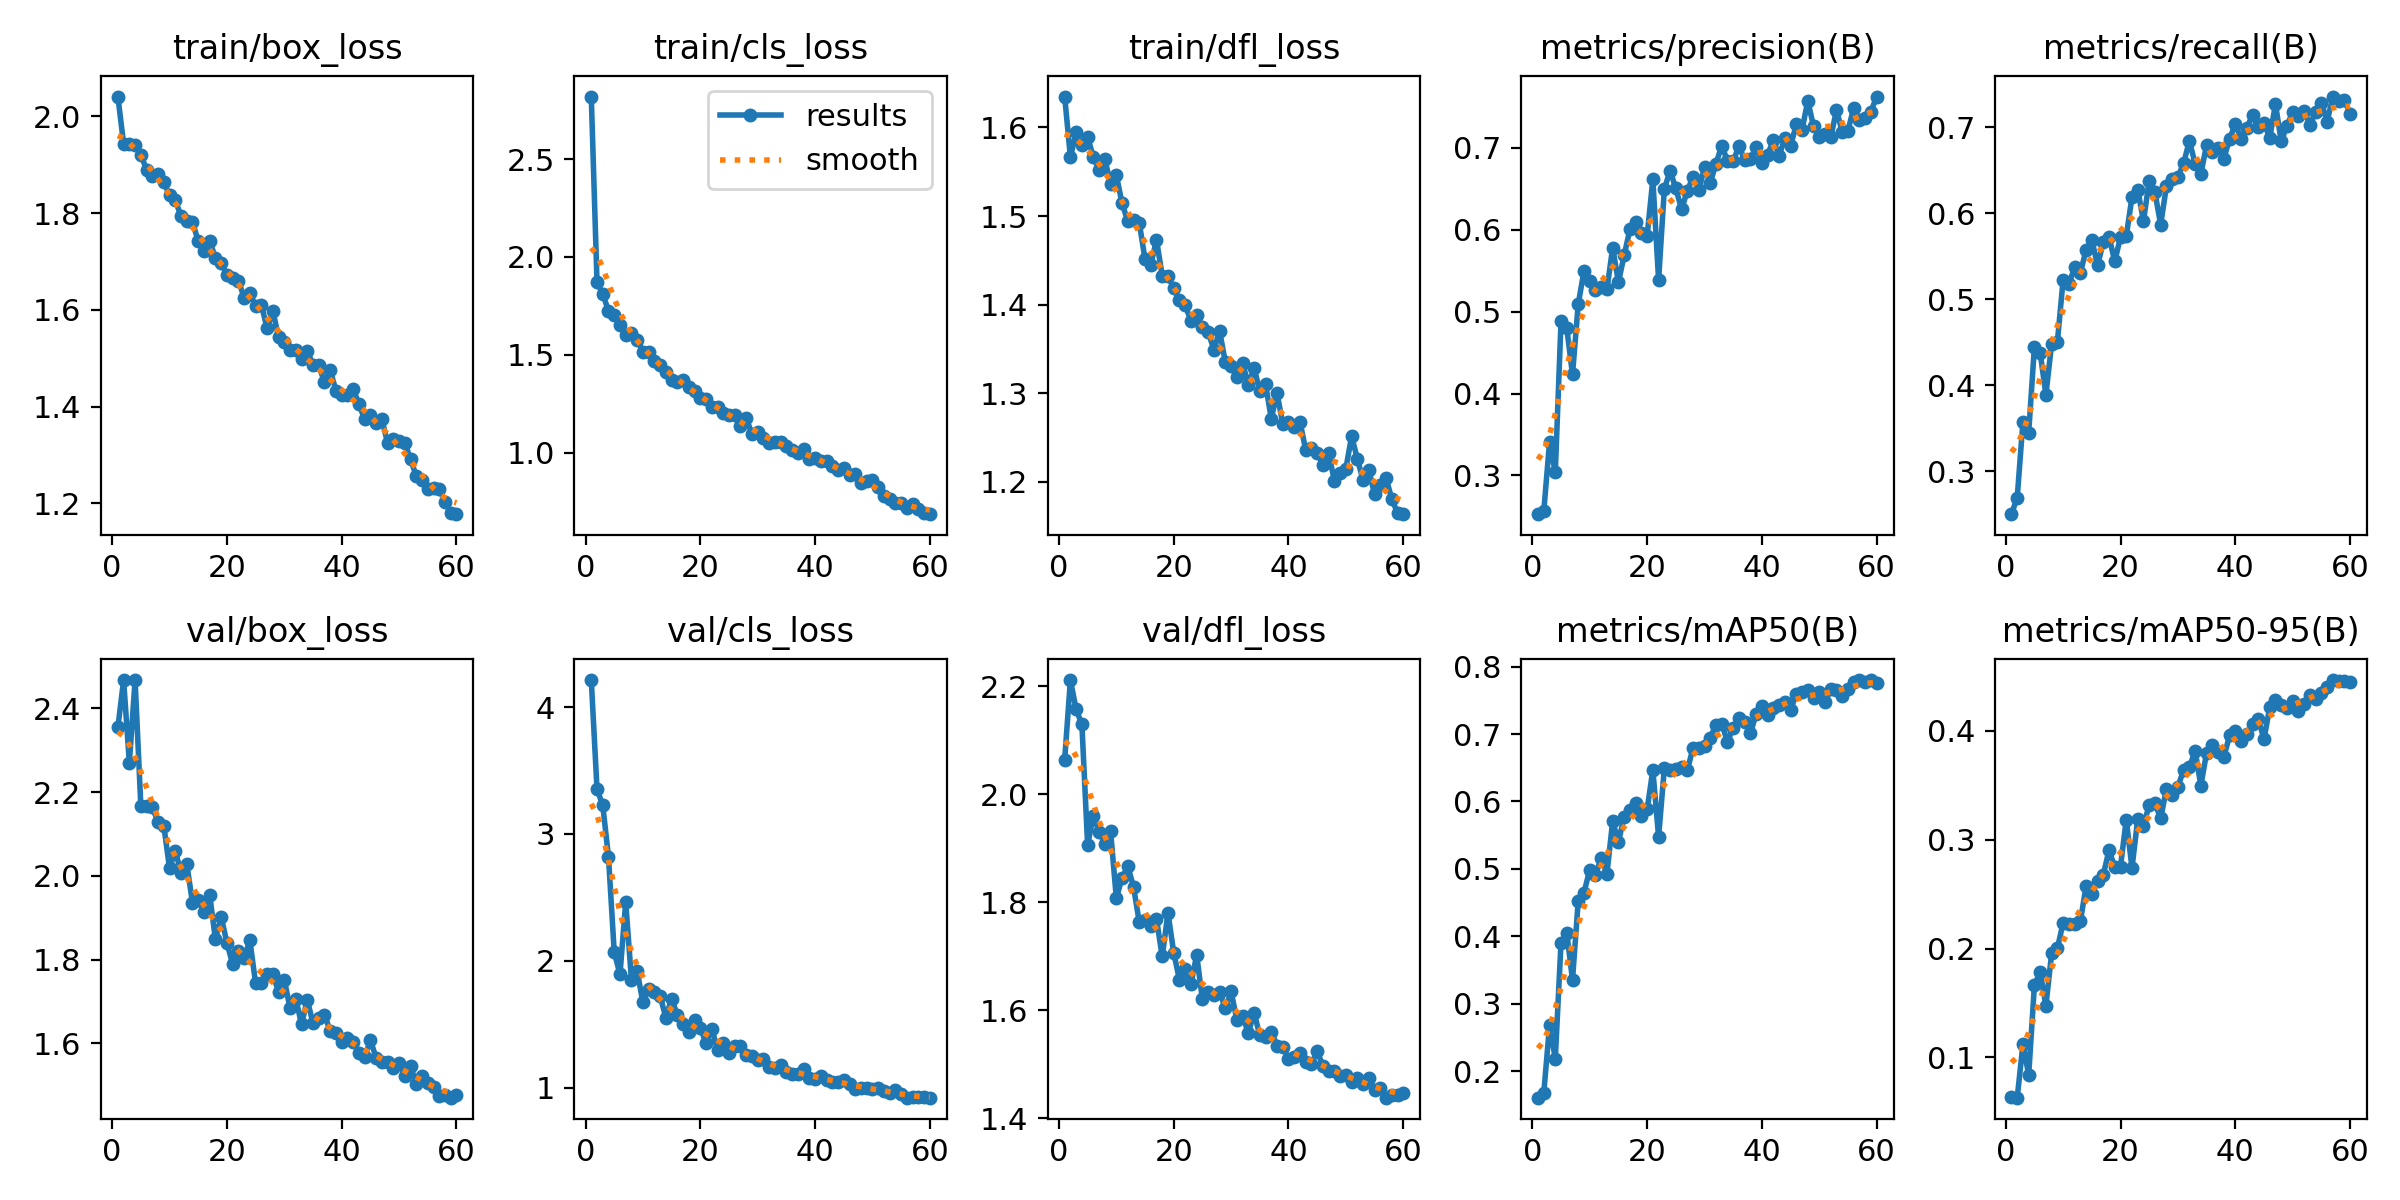 train/box_loss
train/cls_loss
train/dfl_loss
metrics/precision(B)
metrics/recall(B)
results
smooth
2.0
1.8
1.6
1.4
1.2
0 20 40 60
2.5
2.0
1.5
1.0
0 20 40 60
1.6
1.5
1.4
1.3
1.2
0 20 40 60
0.7
0.6
0.5
0.4
0.3
0 20 40 60
0.7
0.6
0.5
0.4
0.3
0 20 40 60
val/box_loss
val/cls_loss
val/dfl_loss
metrics/mAP50(B)
metrics/mAP50-95(B)
2.4
2.2
2.0
1.8
1.6
0 20 40 60
4
3
2
1
0 20 40 60
2.2
2.0
1.8
1.6
1.4
0 20 40 60
0.8
0.7
0.6
0.5
0.4
0.3
0.2
0 20 40 60
0.4
0.3
0.2
0.1
0 20 40 60